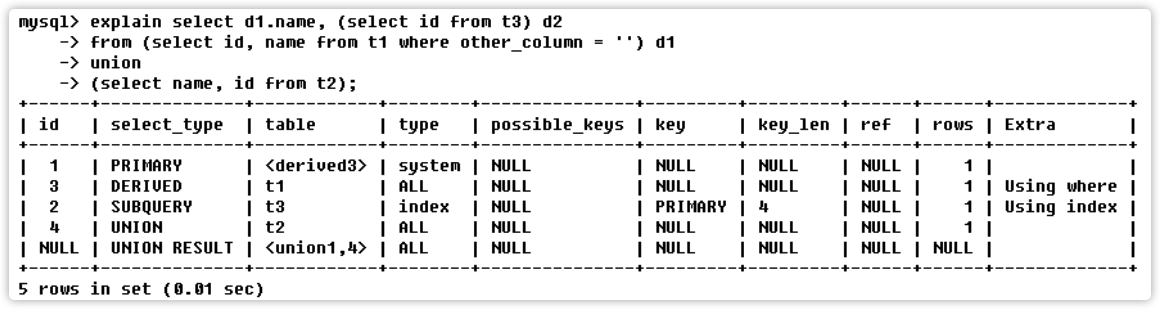 mysql> explain select d1.name, (select id from t3) d2
    -> from (select id, name from t1 where other_column = '') d1
    -> union
    -> (select name, id from t2);
+------+--------------+------------+--------+---------------+---------+---------+------+------+-------------+
| id   | select_type  | table      | type   | possible_keys | key     | key_len | ref  | rows | Extra       |
+------+--------------+------------+--------+---------------+---------+---------+------+------+-------------+
|  1   | PRIMARY      | <derived3> | system | NULL          | NULL    | NULL    | NULL |    1 |             |
|  3   | DERIVED      | t1         | ALL    | NULL          | NULL    | NULL    | NULL |    1 | Using where |
|  2   | SUBQUERY     | t3         | index  | NULL          | PRIMARY | 4       | NULL |    1 | Using index |
|  4   | UNION        | t2         | ALL    | NULL          | NULL    | NULL    | NULL |    1 |             |
| NULL | UNION RESULT | <union1,4> | ALL    | NULL          | NULL    | NULL    | NULL | NULL |             |
+------+--------------+------------+--------+---------------+---------+---------+------+------+-------------+
5 rows in set (0.01 sec)